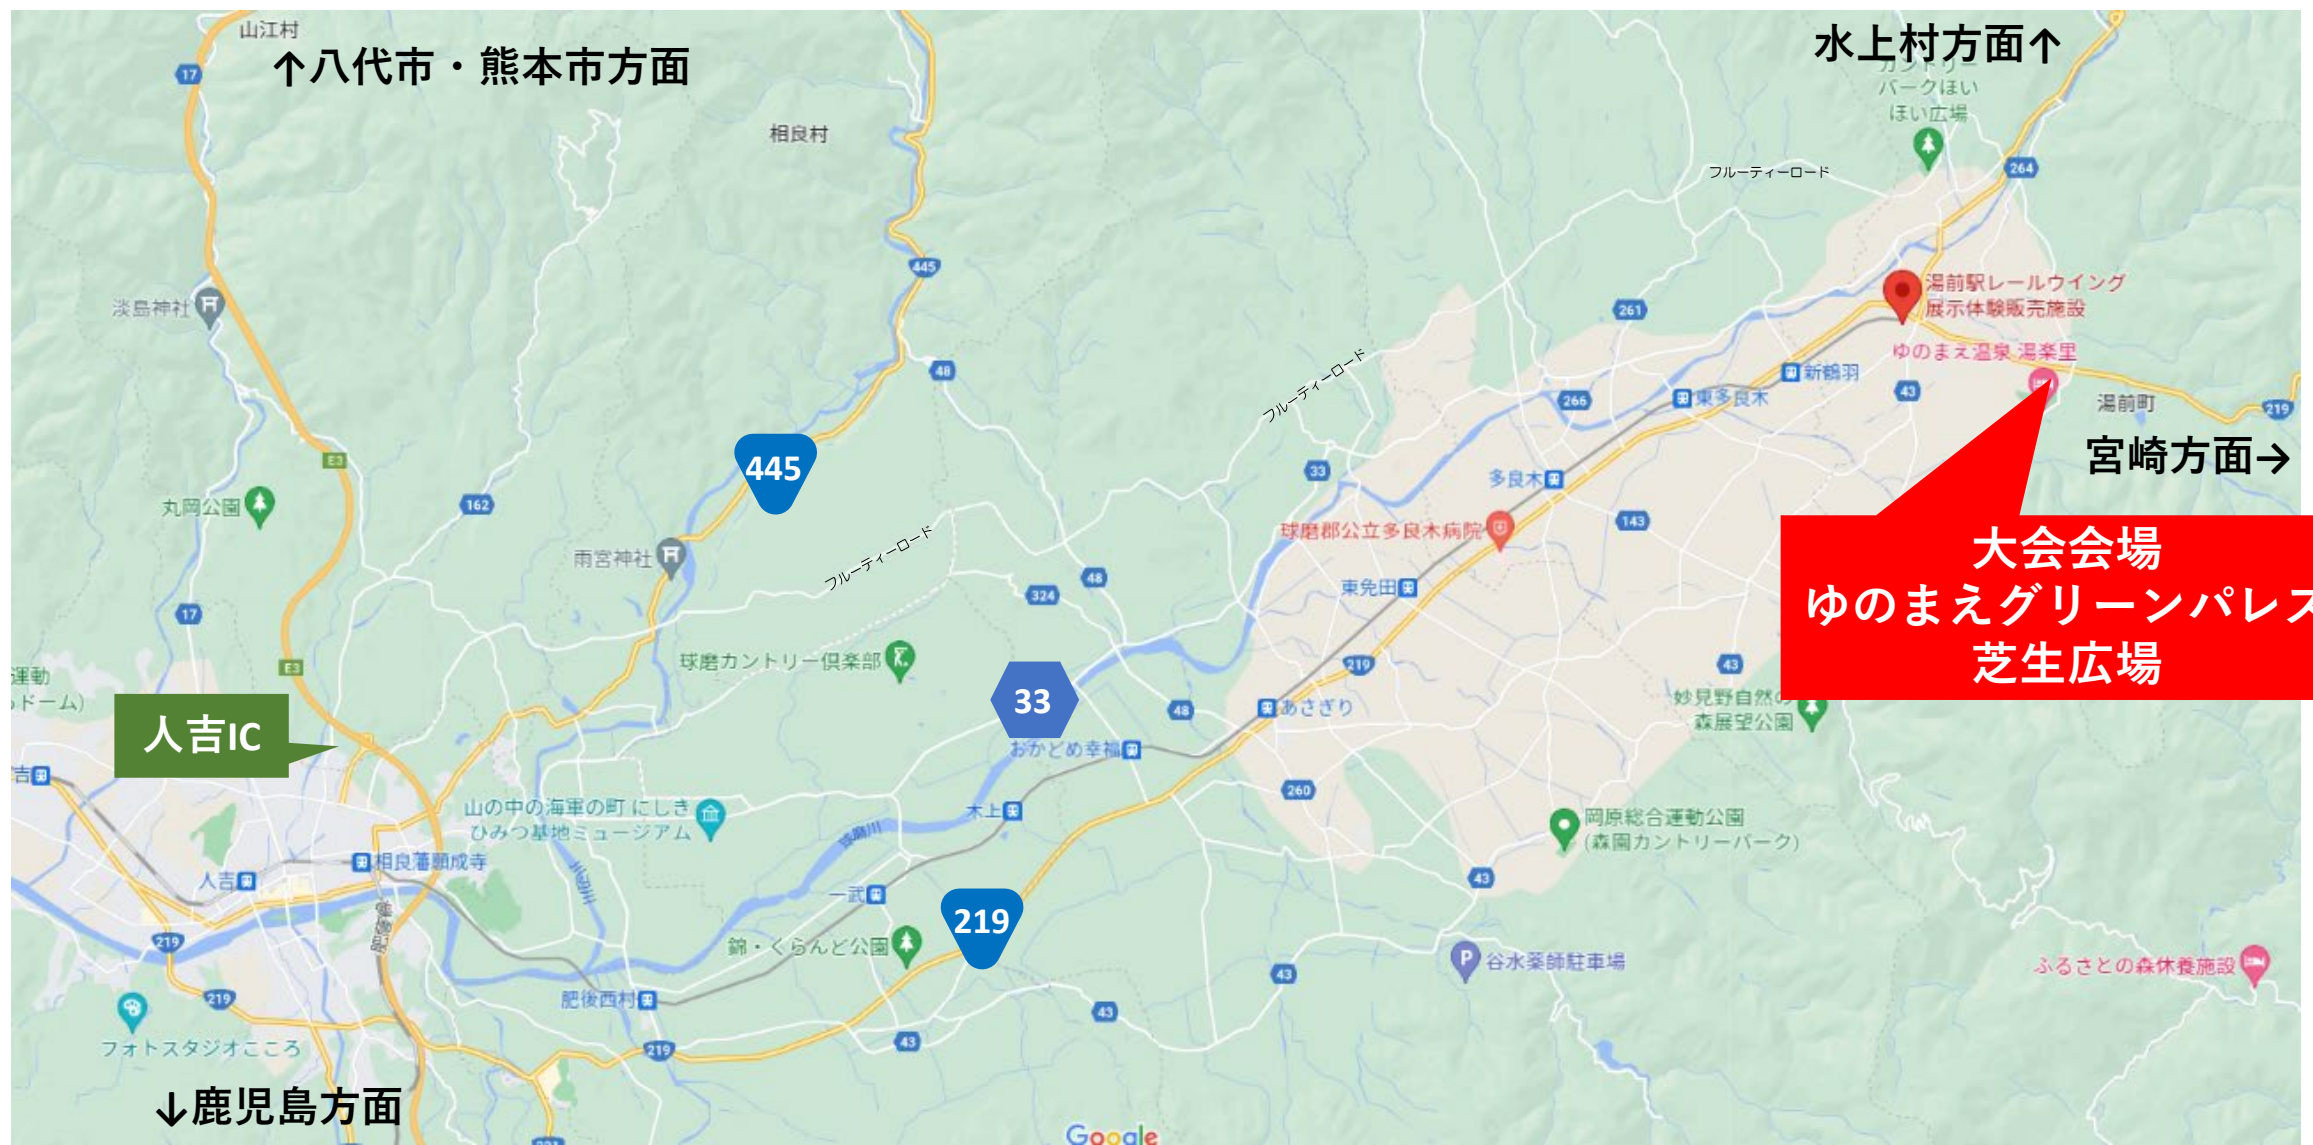 山江村
↑八代市・熊本市方面
水上村方面↑
17
カントリー
パークほい
ほい広場
相良村
264
フルーティーロード
445
淡島神社
湯前駅レールウイング
展示体験販売施設
261
ゆのまえ温泉 湯楽里
フルーティーロード
48
新鶴羽
東多良木
43
266
湯前町
219
宮崎方面→
E3
445
33
多良木
丸岡公園
162
球磨郡公立多良木病院
143
フルーティーロード
雨宮神社
大会会場
ゆのまえグリーンパレス
芝生広場
48
東免田
324
17
球磨カントリー倶楽部
E3
219
43
運動
ドーム)
33
48
あさぎり
妙見野自然の
森展望公園
人吉IC
おかどめ幸福
吉
260
山の中の海軍の町 にしき
ひみつ基地ミュージアム
木上
岡原総合運動公園
(森園カントリーパーク)
球磨川
相良藩願成寺
人吉
川辺川
一武
43
219
219
錦・くらんど公園
谷水薬師駐車場
ふるさとの森休養施設
43
肥後西村
219
43
フォトスタジオこころ
219
43
↓鹿児島方面
Google